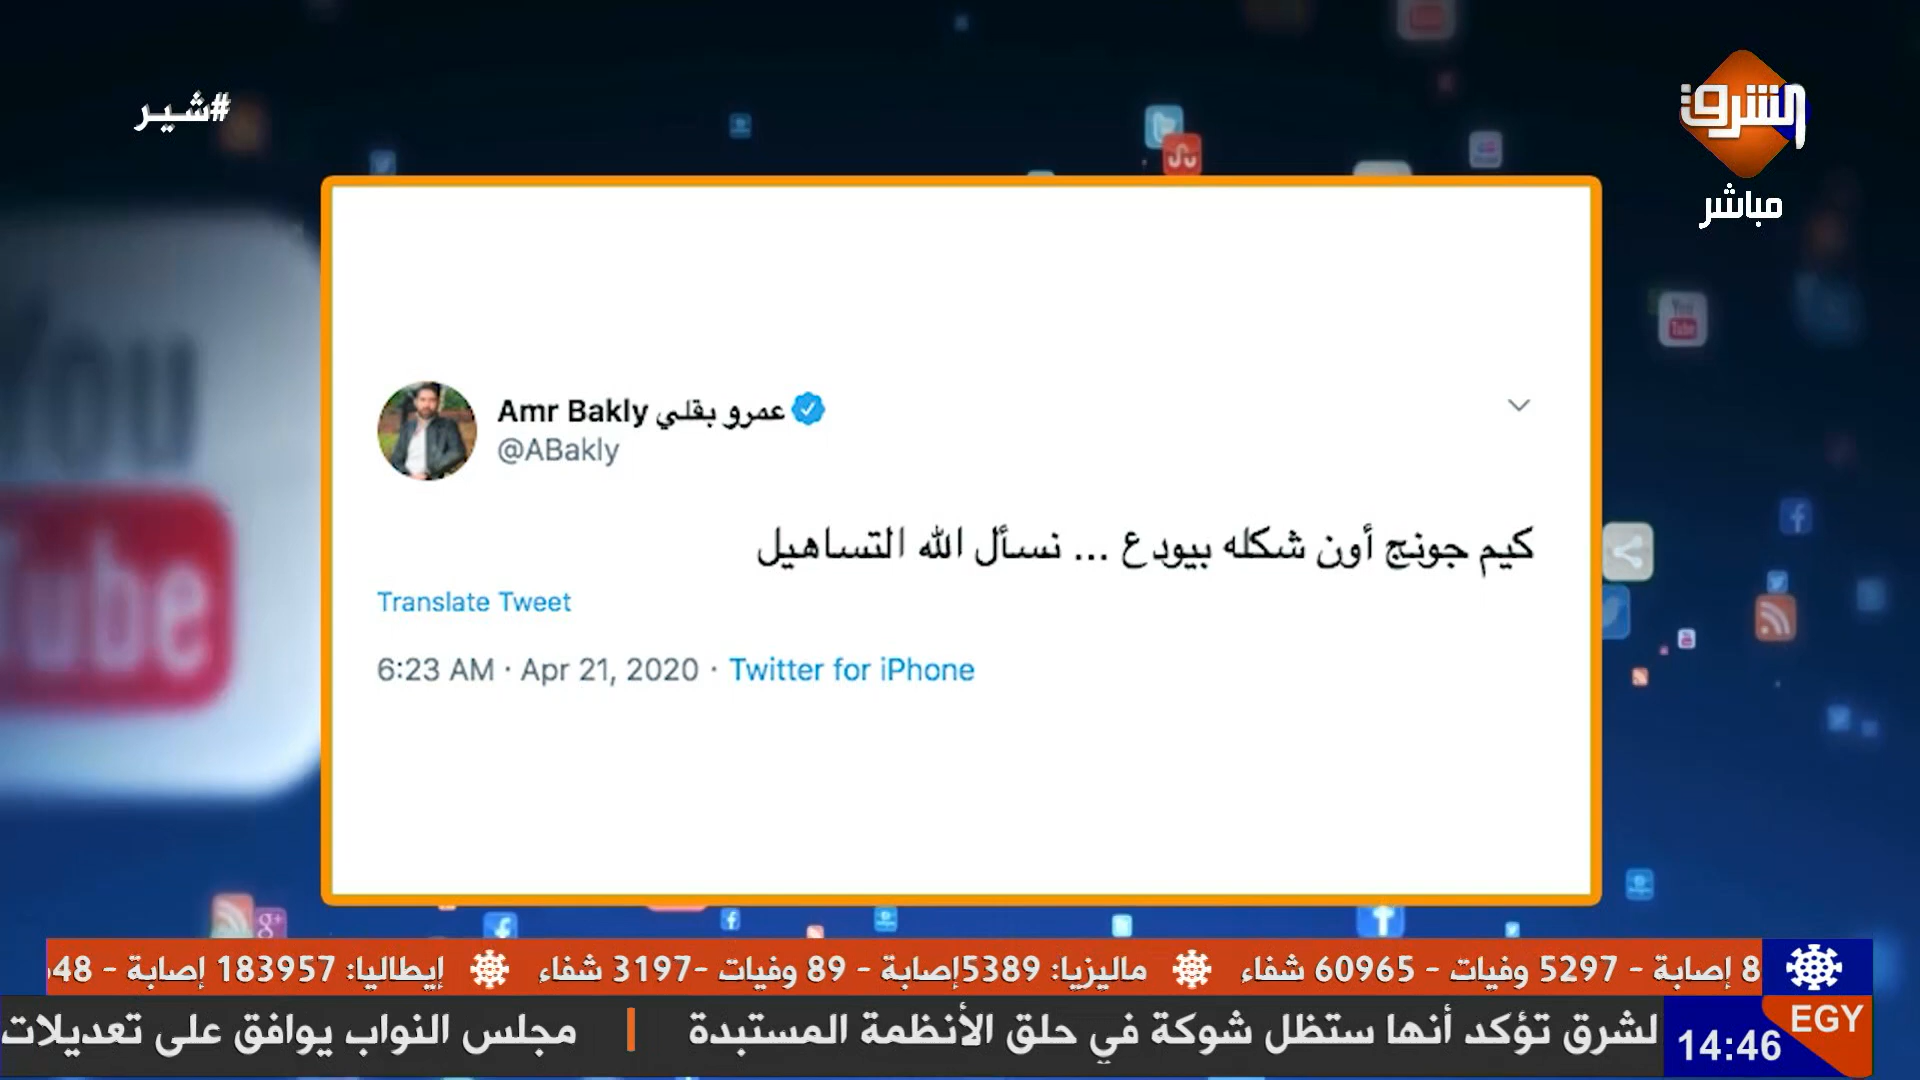 #شير
الشرق
مباشر
Amr Bakly عمرو بقلي
@ABakly
كيم جونج أون شكله بيودع ... نسأل الله التساهيل
Translate Tweet
6:23 AM · Apr 21, 2020 · Twitter for iPhone
8 إصابة - 5297 وفيات - 60965 شفاء ماليزيا: 5389إصابة - 89 وفيات -3197 شفاء إيطاليا: 183957 إصابة - 48
لشرق تؤكد أنها ستظل شوكة في حلق الأنظمة المستبدة | مجلس النواب يوافق على تعديلات
EGY
14:46
You
Tube